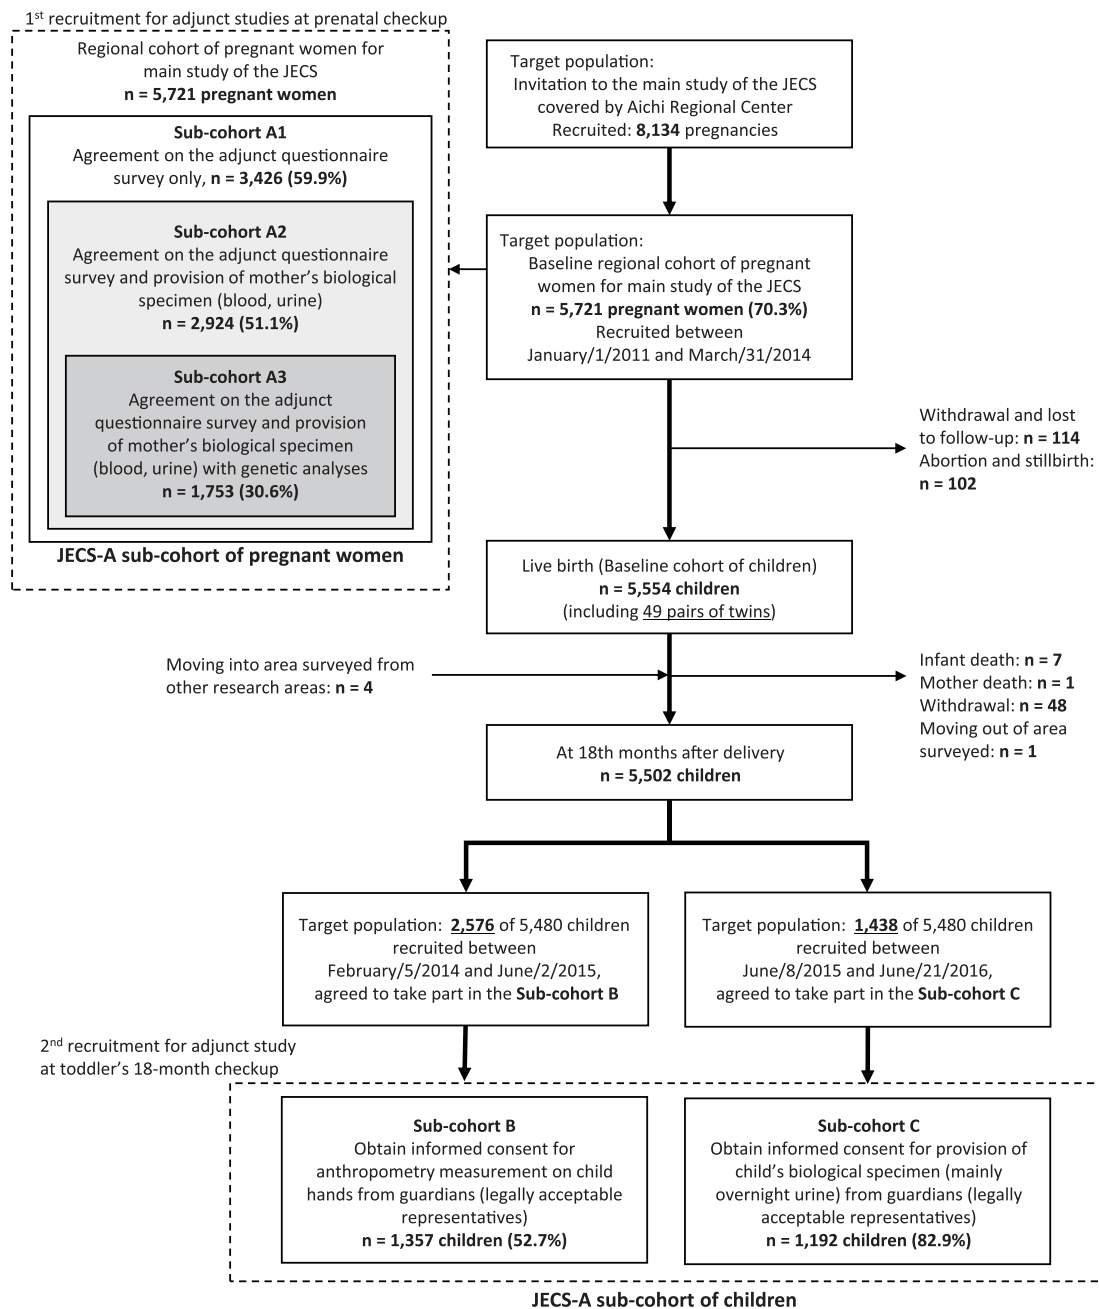 1st recruitment for adjunct studies at prenatal checkup
Regional cohort of pregnant women for
main study of the JECS
n = 5,721 pregnant women
Sub-cohort A1
Agreement on the adjunct questionnaire
survey only, n = 3,426 (59.9%)
Sub-cohort A2
Agreement on the adjunct questionnaire
survey and provision of mother's biological
specimen (blood, urine)
n = 2,924 (51.1%)
Sub-cohort A3
Agreement on the adjunct
questionnaire survey and provision
of mother's biological specimen
(blood, urine) with genetic analyses
n = 1,753 (30.6%)
JECS-A sub-cohort of pregnant women
Target population:
Invitation to the main study of the JECS
covered by Aichi Regional Center
Recruited: 8,134 pregnancies
Target population:
Baseline regional cohort of pregnant
women for main study of the JECS
n = 5,721 pregnant women (70.3%)
Recruited between
January/1/2011 and March/31/2014
Withdrawal and lost
to follow-up: n = 114
Abortion and stillbirth:
n = 102
Live birth (Baseline cohort of children)
n = 5,554 children
(including 49 pairs of twins)
Moving into area surveyed from
other research areas: n = 4
Infant death: n = 7
Mother death: n = 1
Withdrawal: n = 48
Moving out of area
surveyed: n = 1
At 18th months after delivery
n = 5,502 children
Target population: 2,576 of 5,480 children
recruited between
February/5/2014 and June/2/2015,
agreed to take part in the Sub-cohort B
Target population: 1,438 of 5,480 children
recruited between
June/8/2015 and June/21/2016,
agreed to take part in the Sub-cohort C
2nd recruitment for adjunct study
at toddler's 18-month checkup
Sub-cohort B
Obtain informed consent for
anthropometry measurement on child
hands from guardians (legally acceptable
representatives)
n = 1,357 children (52.7%)
Sub-cohort C
Obtain informed consent for provision of
child's biological specimen (mainly
overnight urine) from guardians (legally
acceptable representatives)
n = 1,192 children (82.9%)
JECS-A sub-cohort of children